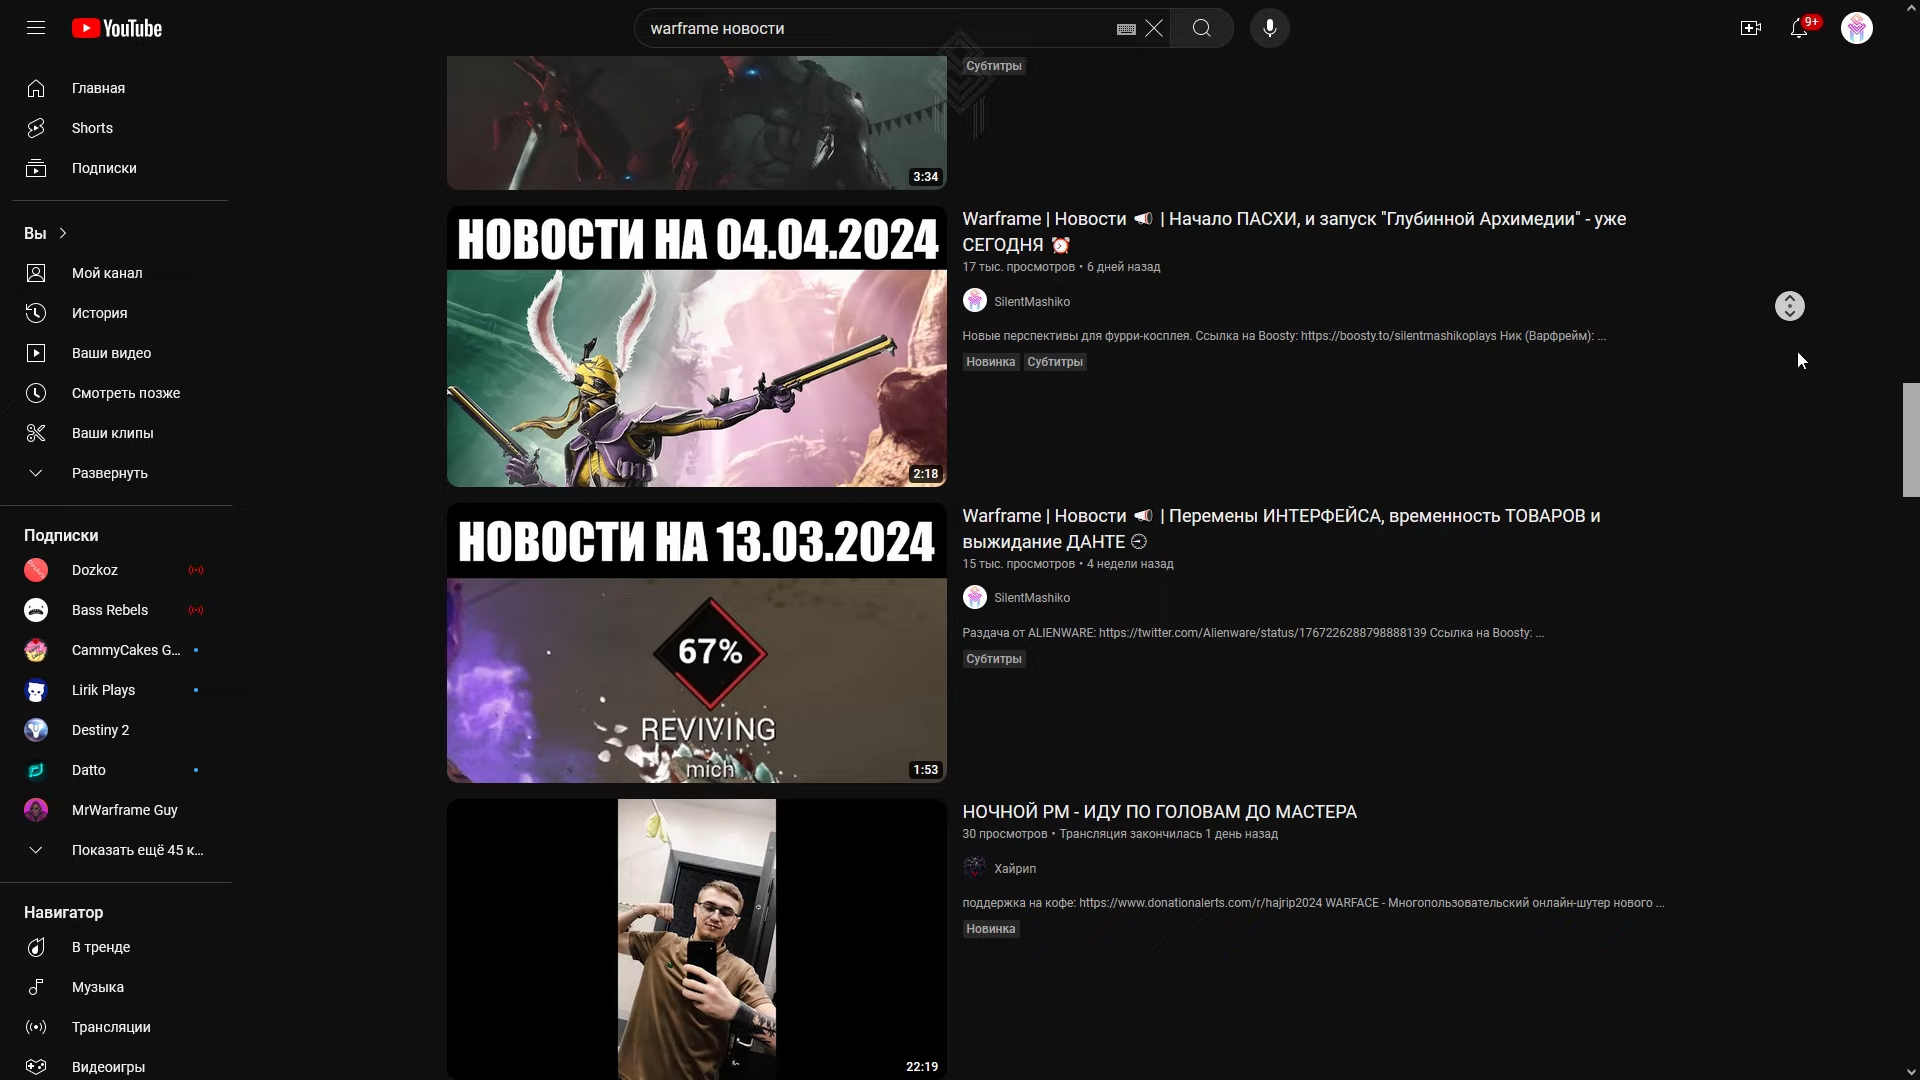 YouTube
warframe новости
9+
Главная
Shorts
Подписки
Вы
Мой канал
История
Ваши видео
Смотреть позже
Ваши клипы
Развернуть
Подписки
Dozkoz
Bass Rebels
CammyCakes G...
Lirik Plays
Destiny 2
Datto
MrWarframe Guy
Показать ещё 45 к...
Навигатор
В тренде
Музыка
Трансляции
Видеоигры
3:34
Субтитры
НОВОСТИ НА 04.04.2024
2:18
Warframe | Новости 📣 | Начало ПАСХИ, и запуск "Глубинной Архимедии" - уже
СЕГОДНЯ ⏰
17 тыс. просмотров • 6 дней назад
SilentMashiko
Новые перспективы для фурри-косплея. Ссылка на Boosty: https://boosty.to/silentmashikoplays Ник (Варфрейм): ...
Новинка Субтитры
НОВОСТИ НА 13.03.2024
67%
REVIVING
mich
1:53
Warframe | Новости 📣 | Перемены ИНТЕРФЕЙСА, временность ТОВАРОВ и
выжидание ДАНТЕ 🕘
15 тыс. просмотров • 4 недели назад
SilentMashiko
Раздача от ALIENWARE: https://twitter.com/Alienware/status/1767226288798888139 Ссылка на Boosty: ...
Субтитры
22:19
НОЧНОЙ РМ - ИДУ ПО ГОЛОВАМ ДО МАСТЕРА
30 просмотров • Трансляция закончилась 1 день назад
Хайрип
поддержка на кофе: https://www.donationalerts.com/r/hajrip2024 WARFACE - Многопользовательский онлайн-шутер нового ...
Новинка